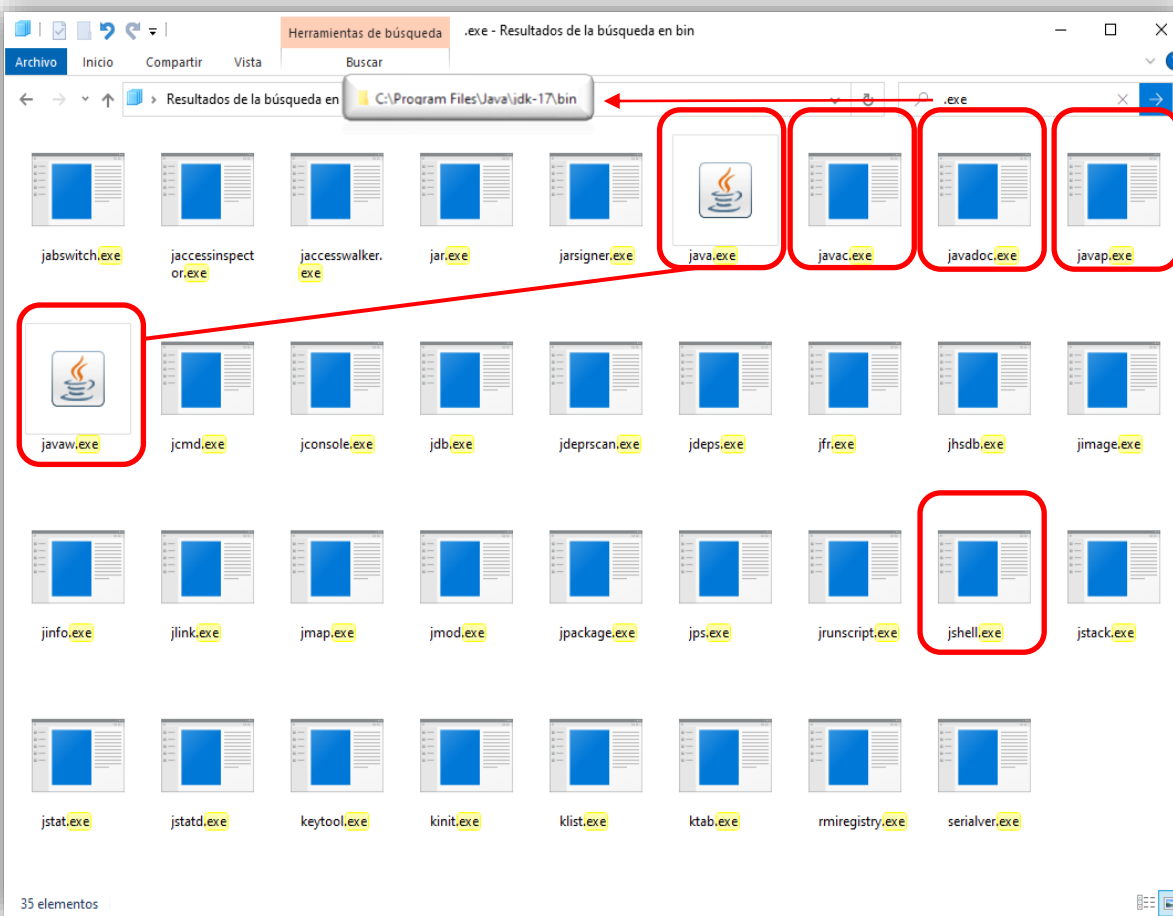 Herramientas de búsqueda
.exe - Resultados de la búsqueda en bin
Archivo
Inicio
Compartir
Vista
Buscar
Resultados de la búsqueda en
C:\Program Files\Java\jdk-17\bin
.exe
jabswitch.exe
jaccessinspect
or.exe
jaccesswalker.
exe
jar.exe
jarsigner.exe
java.exe
javac.exe
javadoc.exe
javap.exe
javaw.exe
jcmd.exe
jconsole.exe
jdb.exe
jdeprscan.exe
jdeps.exe
jfr.exe
jhsdb.exe
jimage.exe
jinfo.exe
jlink.exe
jmap.exe
jmod.exe
jpackage.exe
jps.exe
jrunscript.exe
jshell.exe
jstack.exe
jstat.exe
jstatd.exe
keytool.exe
kinit.exe
klist.exe
ktab.exe
rmiregistry.exe
serialver.exe
35 elementos